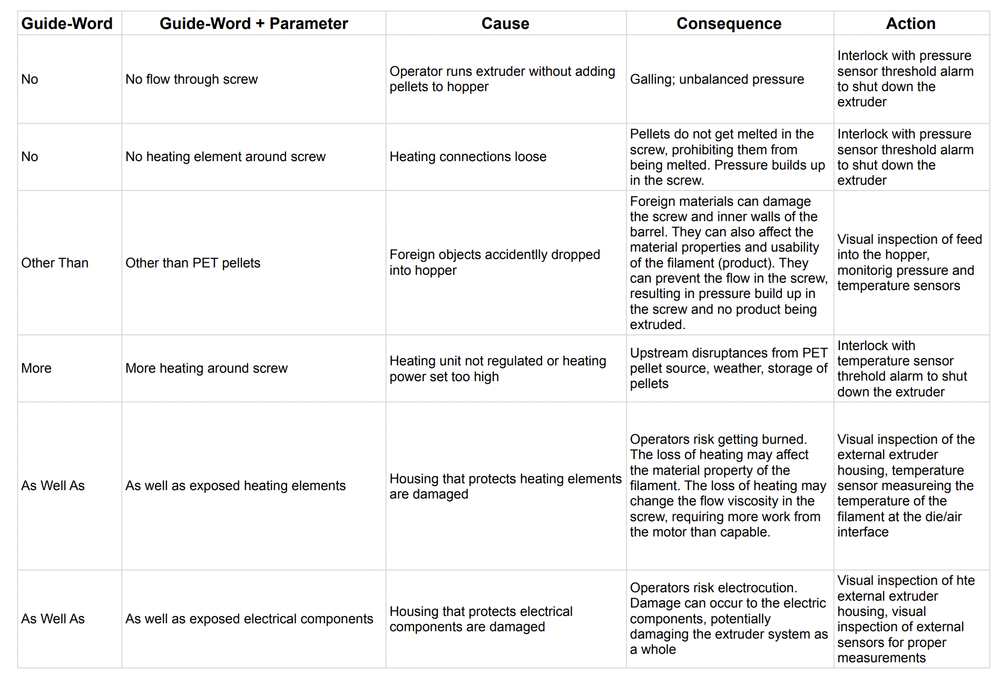 Guide-Word
Guide-Word + Parameter
Cause
Consequence
Action
No
No flow through screw
Operator runs extruder without adding
pellets to hopper
Galling; unbalanced pressure
Interlock with pressure
sensor threshold alarm
to shut down the
extruder
No
No heating element around screw
Heating connections loose
Pellets do not get melted in the
screw, prohibiting them from
being melted. Pressure builds up
in the screw.
Interlock with pressure
sensor threshold alarm
to shut down the
extruder
Other Than
Other than PET pellets
Foreign objects accidentlly dropped
into hopper
Foreign materials can damage
the screw and inner walls of the
barrel. They can also affect the
material properties and usability
of the filament (product). They
can prevent the flow in the screw,
resulting in pressure build up in
the screw and no product being
extruded.
Visual inspection of feed
into the hopper,
monitorig pressure and
temperature sensors
More
More heating around screw
Heating unit not regulated or heating
power set too high
Upstream disruptances from PET
pellet source, weather, storage of
pellets
Interlock with
temperature sensor
threhold alarm to shut
down the extruder
As Well As
As well as exposed heating elements
Housing that protects heating elements
are damaged
Operators risk getting burned.
The loss of heating may affect
the material property of the
filament. The loss of heating may
change the flow viscosity in the
screw, requiring more work from
the motor than capable.
Visual inspection of the
external extruder
housing, temperature
sensor measureing the
temperature of the
filament at the die/air
interface
As Well As
As well as exposed electrical components
Housing that protects electrical
components are damaged
Operators risk electrocution.
Damage can occur to the electric
components, potentially
damaging the extruder system as
a whole
Visual inspection of hte
external extruder
housing, visual
inspection of external
sensors for proper
measurements